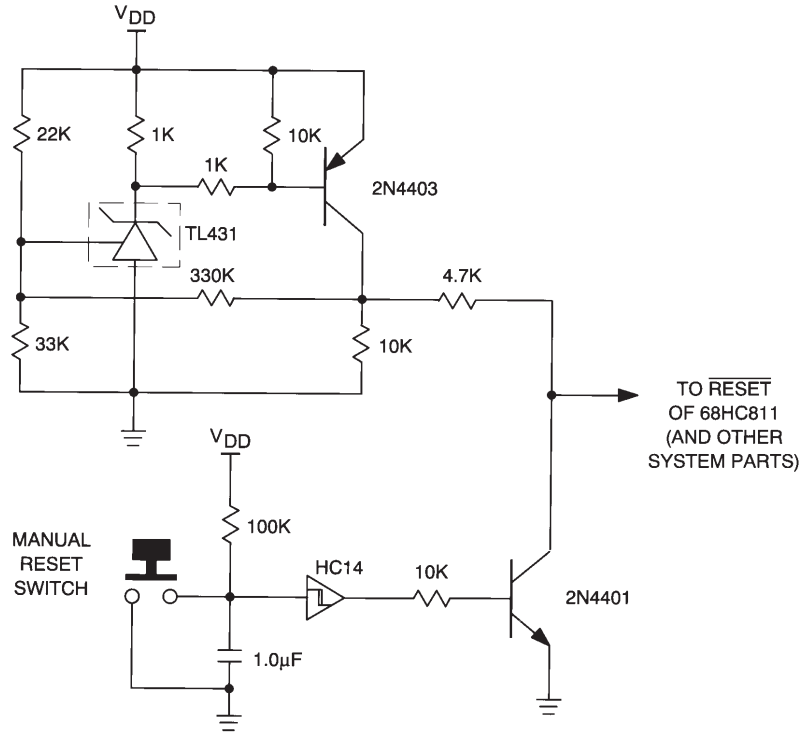 VDD
22K
1K
10K
1K
2N4403
TL431
330K
4.7K
33K
10K
TO RESET
OF 68HC811
(AND OTHER
SYSTEM PARTS)
VDD
100K
MANUAL
RESET
SWITCH
HC14
10K
2N4401
1.0µF